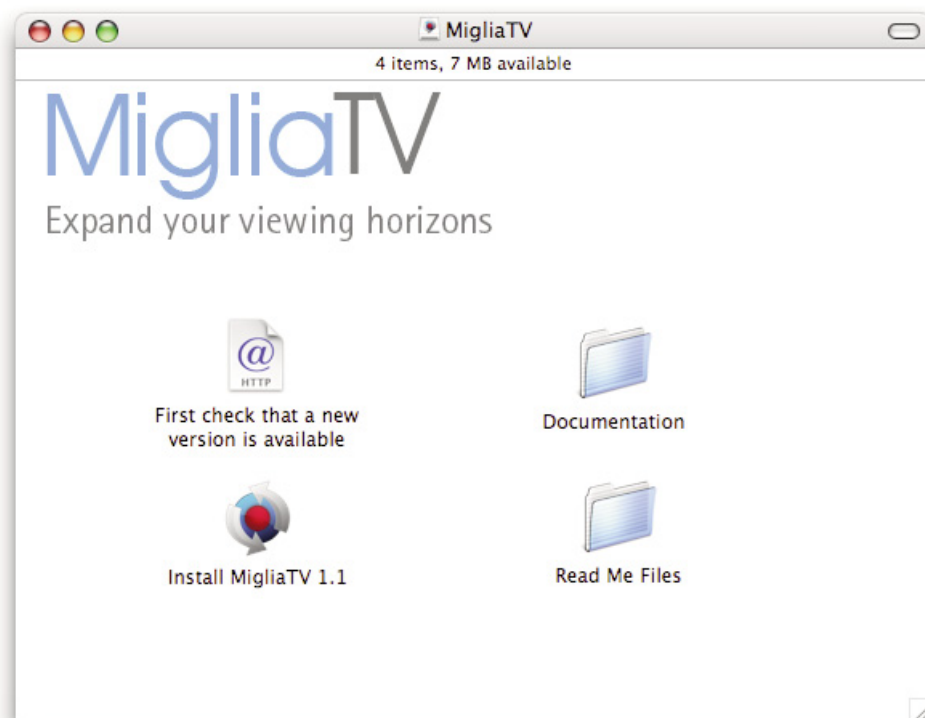 MigliaTV
4 items, 7 MB available
MigliaTV
Expand your viewing horizons
@
HTTP
First check that a new
version is available
Documentation
Install MigliaTV 1.1
Read Me Files